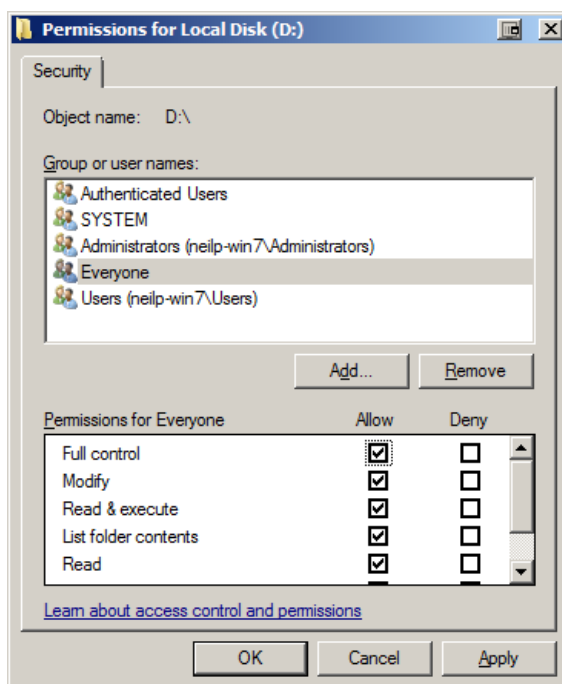 Permissions for Local Disk (D:)
Security
Object name: D:\
Group or user names:
Authenticated Users
SYSTEM
Administrators (neilp-win7\Administrators)
Everyone
Users (neilp-win7\Users)
Add... Remove
Permissions for Everyone Allow Deny
Full control
Modify
Read & execute
List folder contents
Read
Learn about access control and permissions
OK Cancel Apply